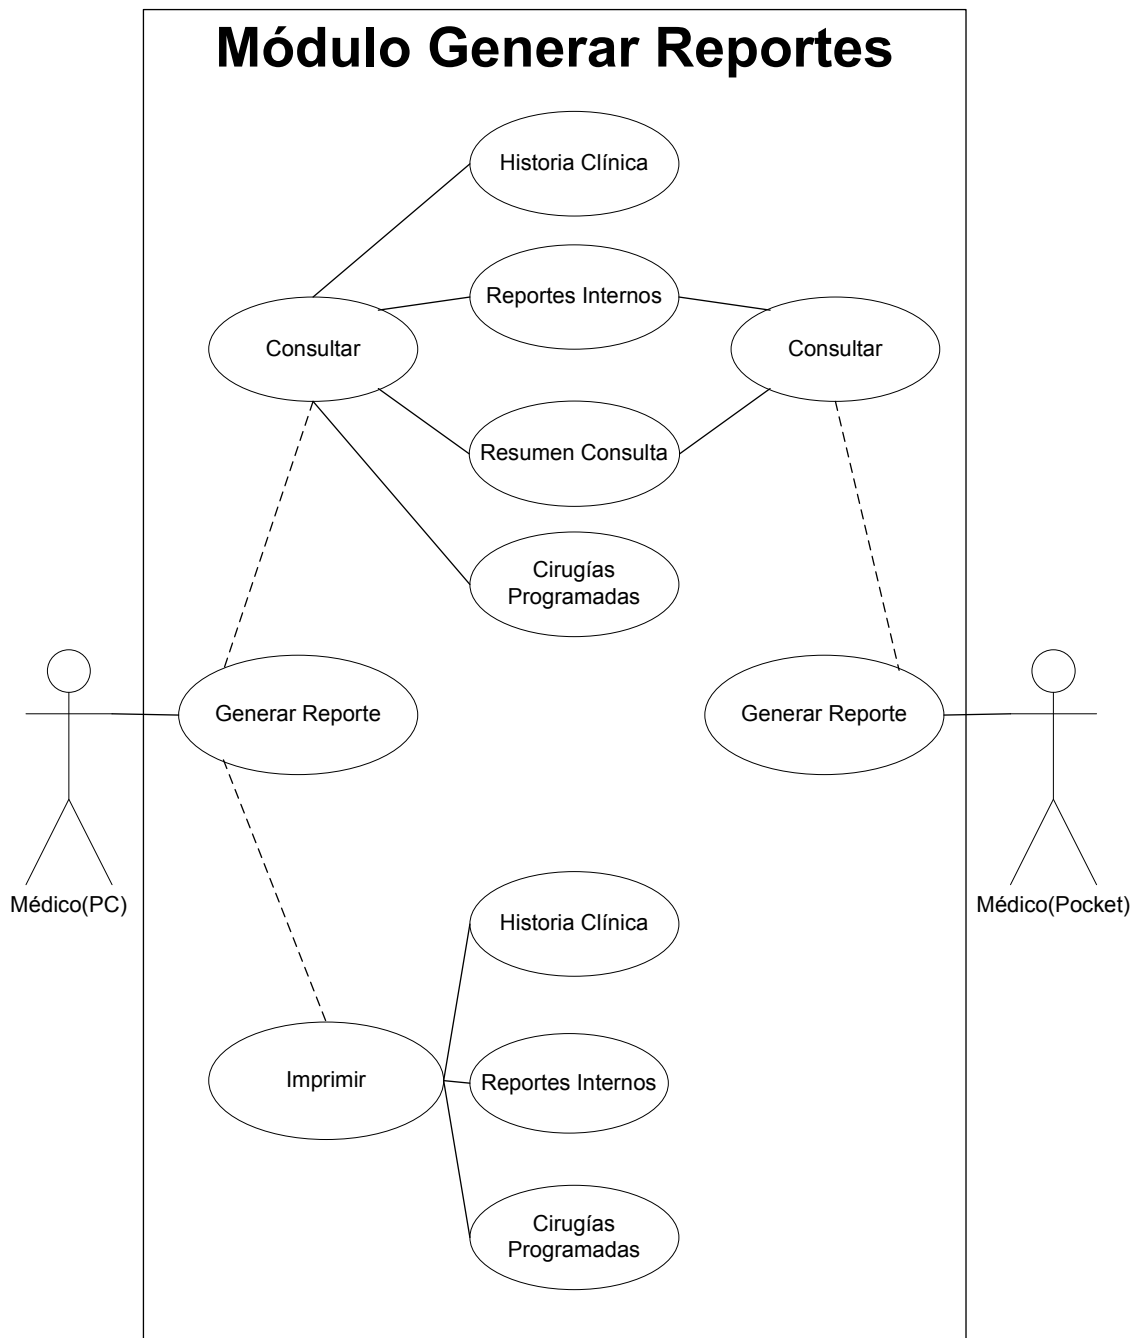 Módulo Generar Reportes
Historia Clínica
Reportes Internos
Consultar
Consultar
Resumen Consulta
Cirugías
Programadas
Generar Reporte
Generar Reporte
Médico(PC)
Médico(Pocket)
Historia Clínica
Imprimir
Reportes Internos
Cirugías
Programadas